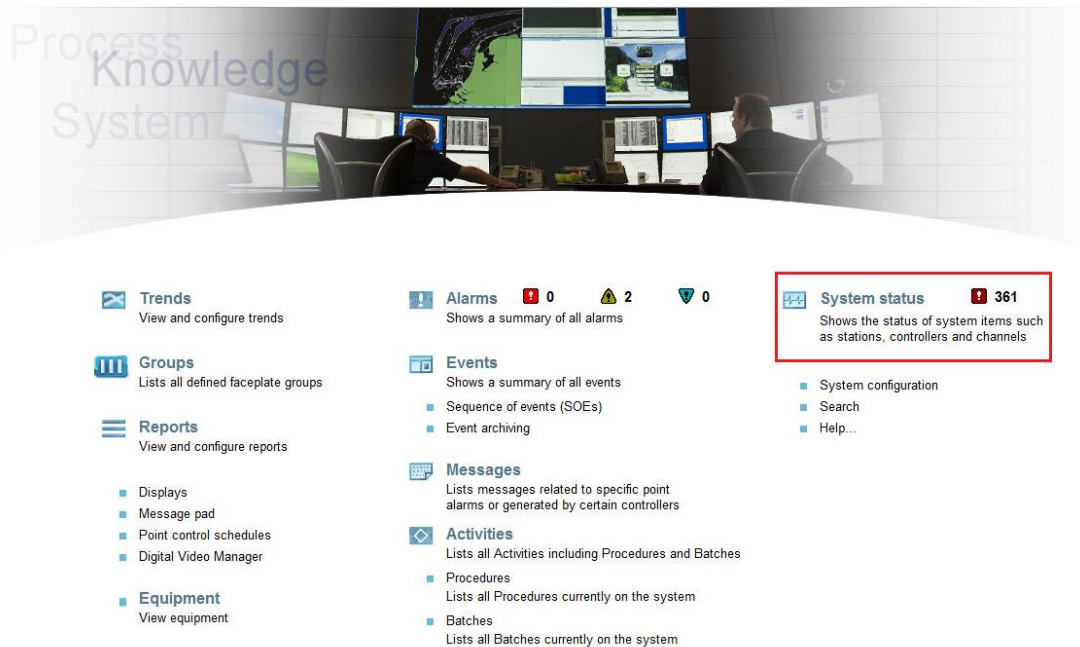 Process
Knowledge
System
Trends
View and configure trends
Groups
Lists all defined faceplate groups
Reports
View and configure reports
Displays
Message pad
Point control schedules
Digital Video Manager
Equipment
View equipment
Alarms 0 2 0
Shows a summary of all alarms
Events
Shows a summary of all events
Sequence of events (SOEs)
Event archiving
Messages
Lists messages related to specific point
alarms or generated by certain controllers
Activities
Lists all Activities including Procedures and Batches
Procedures
Lists all Procedures currently on the system
Batches
Lists all Batches currently on the system
System status 361
Shows the status of system items such
as stations, controllers and channels
System configuration
Search
Help...